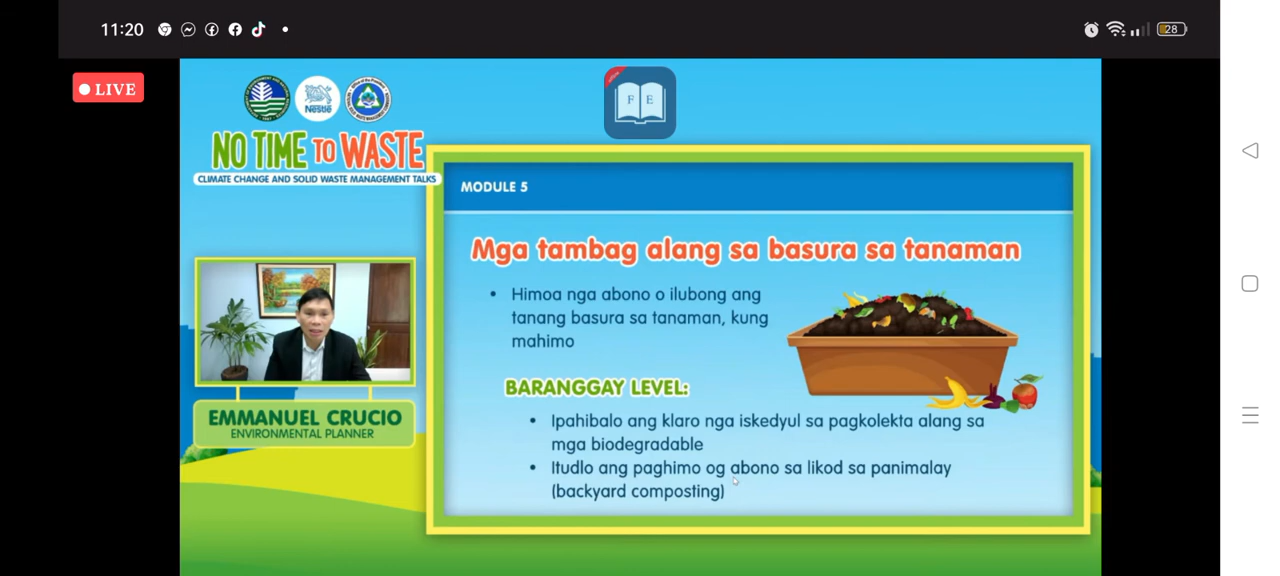 11:20
28
LIVE
Nestlé
NO TIME TO WASTE
CLIMATE CHANGE AND SOLID WASTE MANAGEMENT TALKS
F E
MODULE 5
Mga tambag alang sa basura sa tanaman
• Himoa nga abono o ilubong ang
tanang basura sa tanaman, kung
mahimo
BARANGGAY LEVEL:
• Ipahibalo ang klaro nga iskedyul sa pagkolekta alang sa
mga biodegradable
• Itudlo ang paghimo og abono sa likod sa panimalay
(backyard composting)
EMMANUEL CRUCIO
ENVIRONMENTAL PLANNER